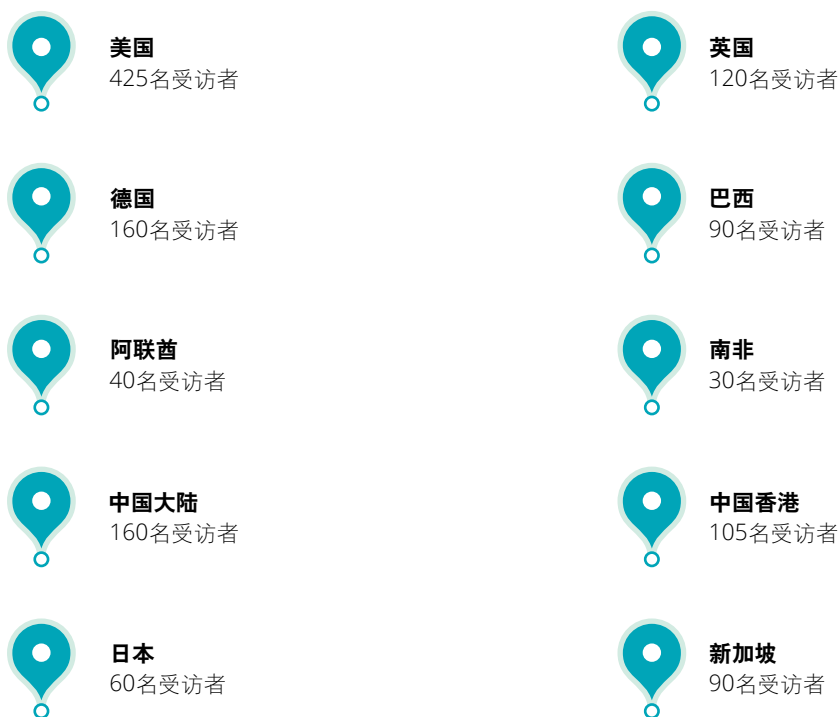 美国
425名受访者
英国
120名受访者
德国
160名受访者
巴西
90名受访者
阿联酋
40名受访者
南非
30名受访者
中国大陆
160名受访者
中国香港
105名受访者
日本
60名受访者
新加坡
90名受访者